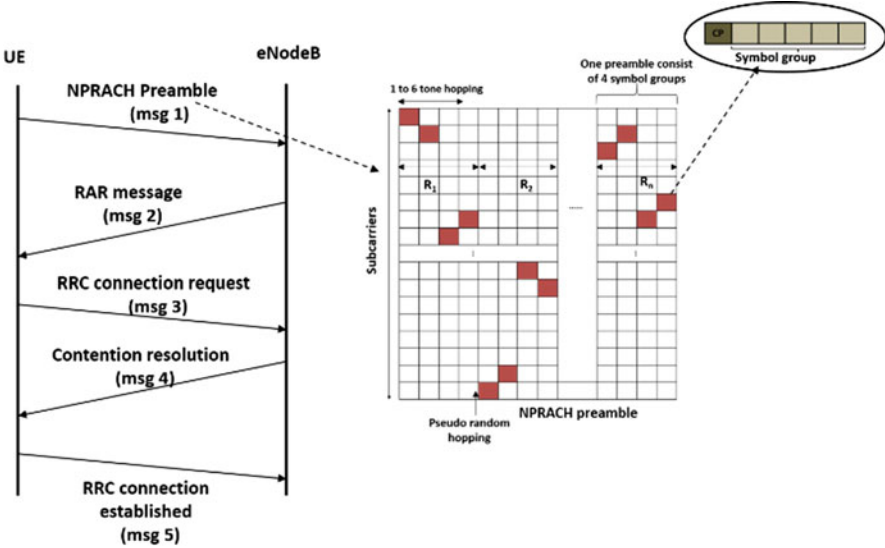 UE
eNodeB
NPRACH Preamble
(msg 1)
RAR message
(msg 2)
RRC connection request
(msg 3)
Contention resolution
(msg 4)
RRC connection
established
(msg 5)
CP
Symbol group
One preamble consist
of 4 symbol groups
1 to 6 tone hopping
Subcarriers
R1
R2
......
Rn
Pseudo random
hopping
NPRACH preamble